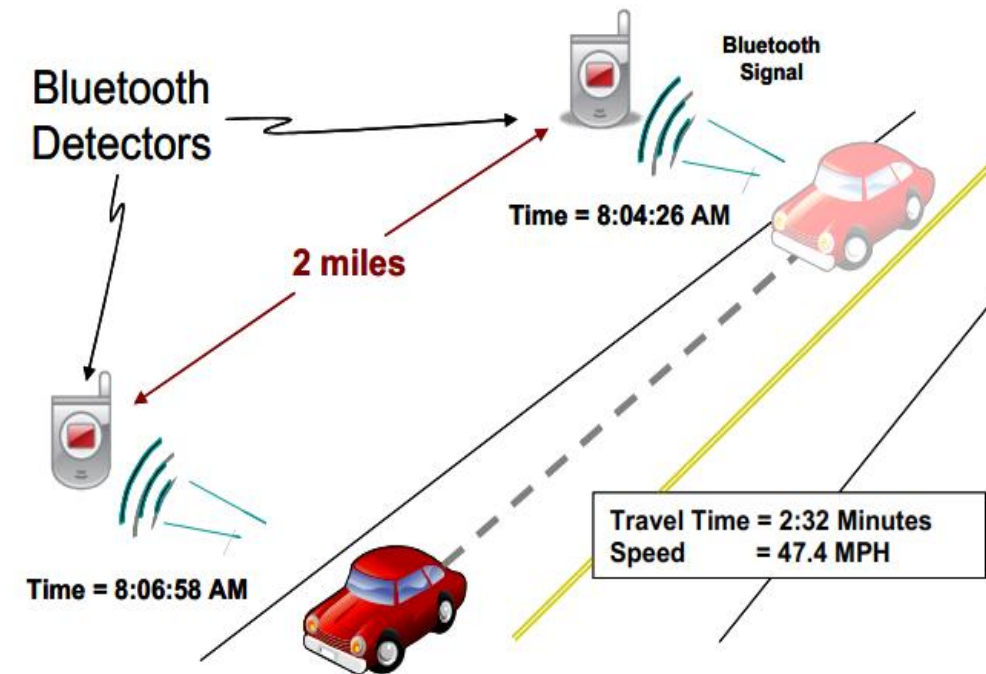 Bluetooth
Detectors
Bluetooth
Signal
Time = 8:04:26 AM
2 miles
Time = 8:06:58 AM
Travel Time = 2:32 Minutes
Speed = 47.4 MPH